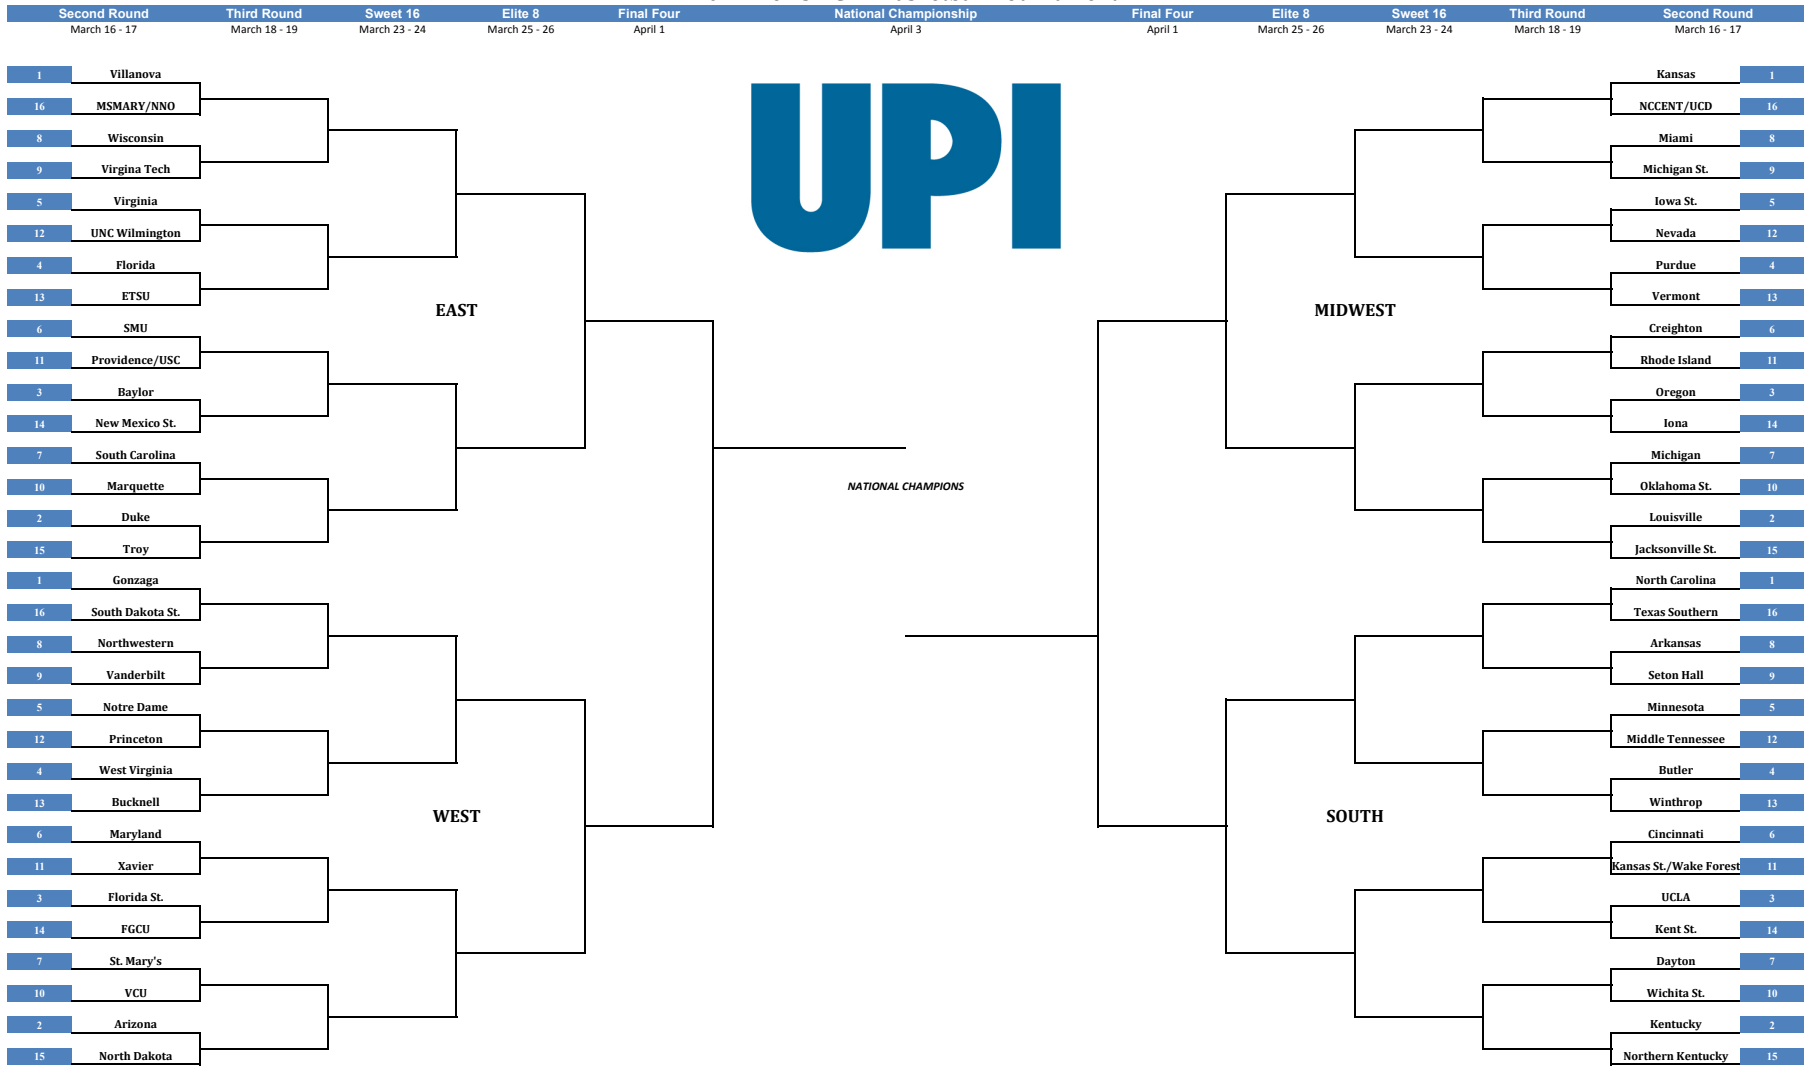 Second Round Third Round Sweet 16 Elite 8 Final Four National Championship Final Four Elite 8 Sweet 16 Third Round Second Round
March 16 - 17 March 18 - 19 March 23 - 24 March 25 - 26 April 1 April 3 April 1 March 25 - 26 March 23 - 24 March 18 - 19 March 16 - 17
UPI
1 Villanova
16 MSMARY/NNO
8 Wisconsin
9 Virgina Tech
5 Virginia
12 UNC Wilmington
4 Florida
13 ETSU
EAST
6 SMU
11 Providence/USC
3 Baylor
14 New Mexico St.
7 South Carolina
10 Marquette
2 Duke
15 Troy
1 Gonzaga
16 South Dakota St.
8 Northwestern
9 Vanderbilt
5 Notre Dame
12 Princeton
4 West Virginia
13 Bucknell
WEST
6 Maryland
11 Xavier
3 Florida St.
14 FGCU
7 St. Mary's
10 VCU
2 Arizona
15 North Dakota
NATIONAL CHAMPIONS
Kansas 1
NCCENT/UCD 16
Miami 8
Michigan St. 9
Iowa St. 5
Nevada 12
Purdue 4
Vermont 13
MIDWEST
Creighton 6
Rhode Island 11
Oregon 3
Iona 14
Michigan 7
Oklahoma St. 10
Louisville 2
Jacksonville St. 15
North Carolina 1
Texas Southern 16
Arkansas 8
Seton Hall 9
Minnesota 5
Middle Tennessee 12
Butler 4
Winthrop 13
SOUTH
Cincinnati 6
Kansas St./Wake Forest 11
UCLA 3
Kent St. 14
Dayton 7
Wichita St. 10
Kentucky 2
Northern Kentucky 15